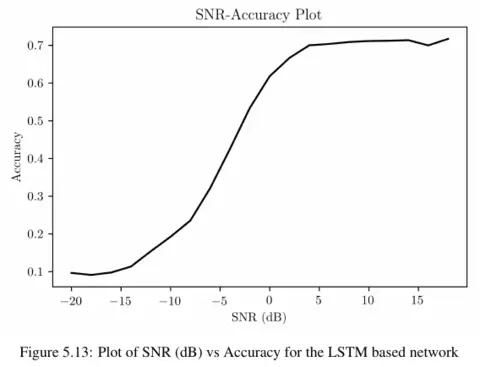 SNR-Accuracy Plot
0.7
0.6
0.5
0.4
0.3
0.2
0.1
Accuracy
−20 −15 −10 −5 0 5 10 15
SNR (dB)
Figure 5.13: Plot of SNR (dB) vs Accuracy for the LSTM based network